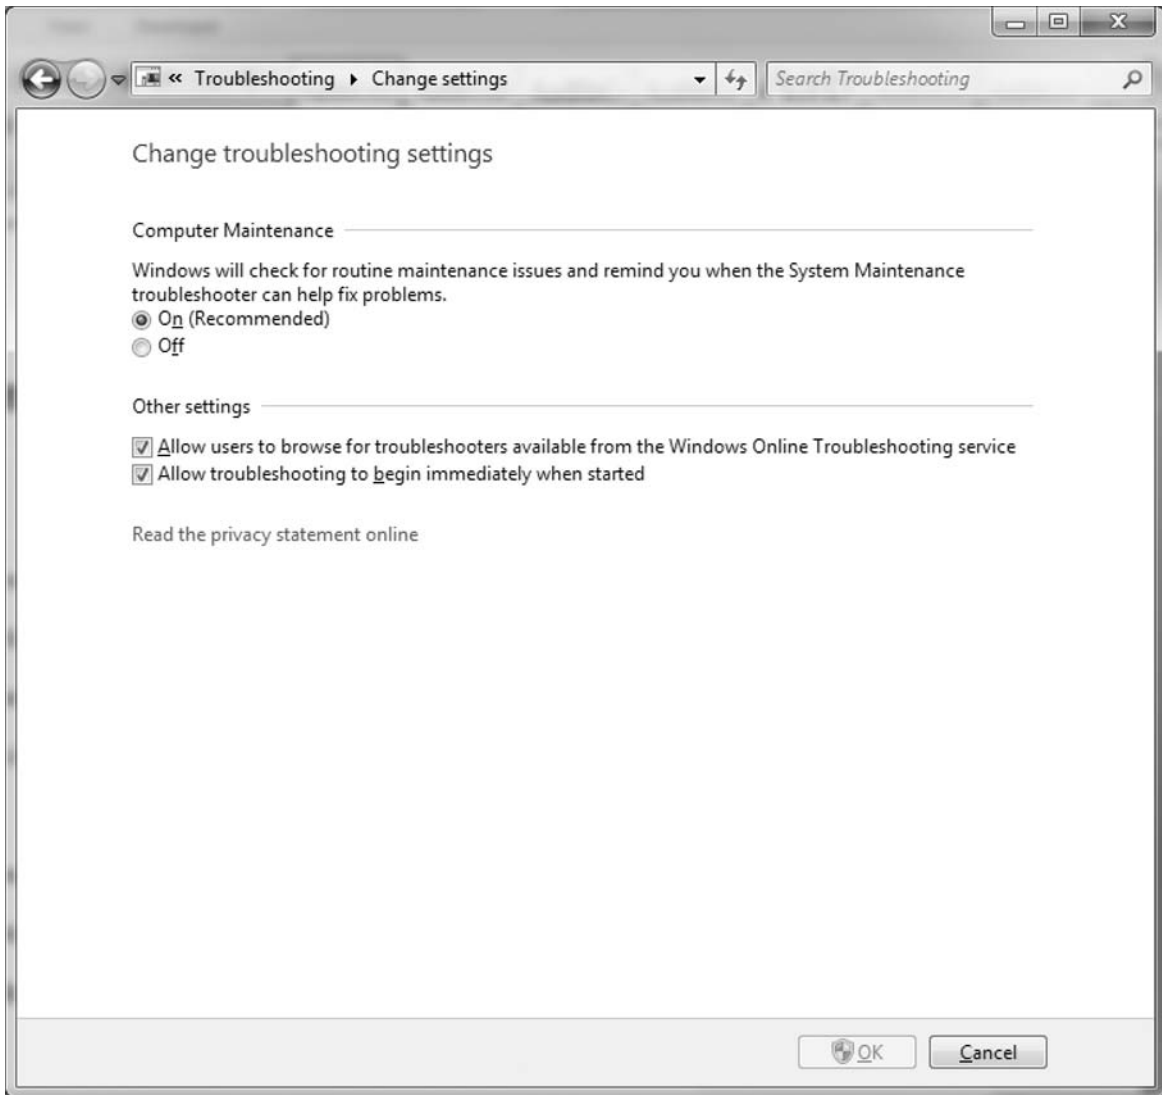 « Troubleshooting ▸ Change settings
Search Troubleshooting
Change troubleshooting settings
Computer Maintenance
Windows will check for routine maintenance issues and remind you when the System Maintenance
troubleshooter can help fix problems.
On (Recommended)
Off
Other settings
Allow users to browse for troubleshooters available from the Windows Online Troubleshooting service
Allow troubleshooting to begin immediately when started
Read the privacy statement online
OK Cancel